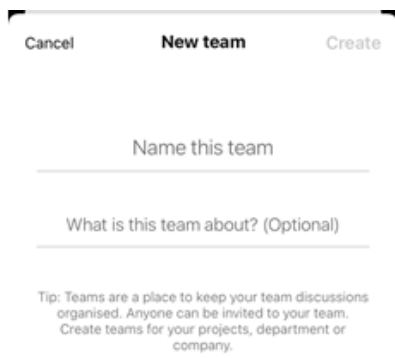 Cancel New team Create
Name this team
What is this team about? (Optional)
Tip: Teams are a place to keep your team discussions
organised. Anyone can be invited to your team.
Create teams for your projects, department or
company.